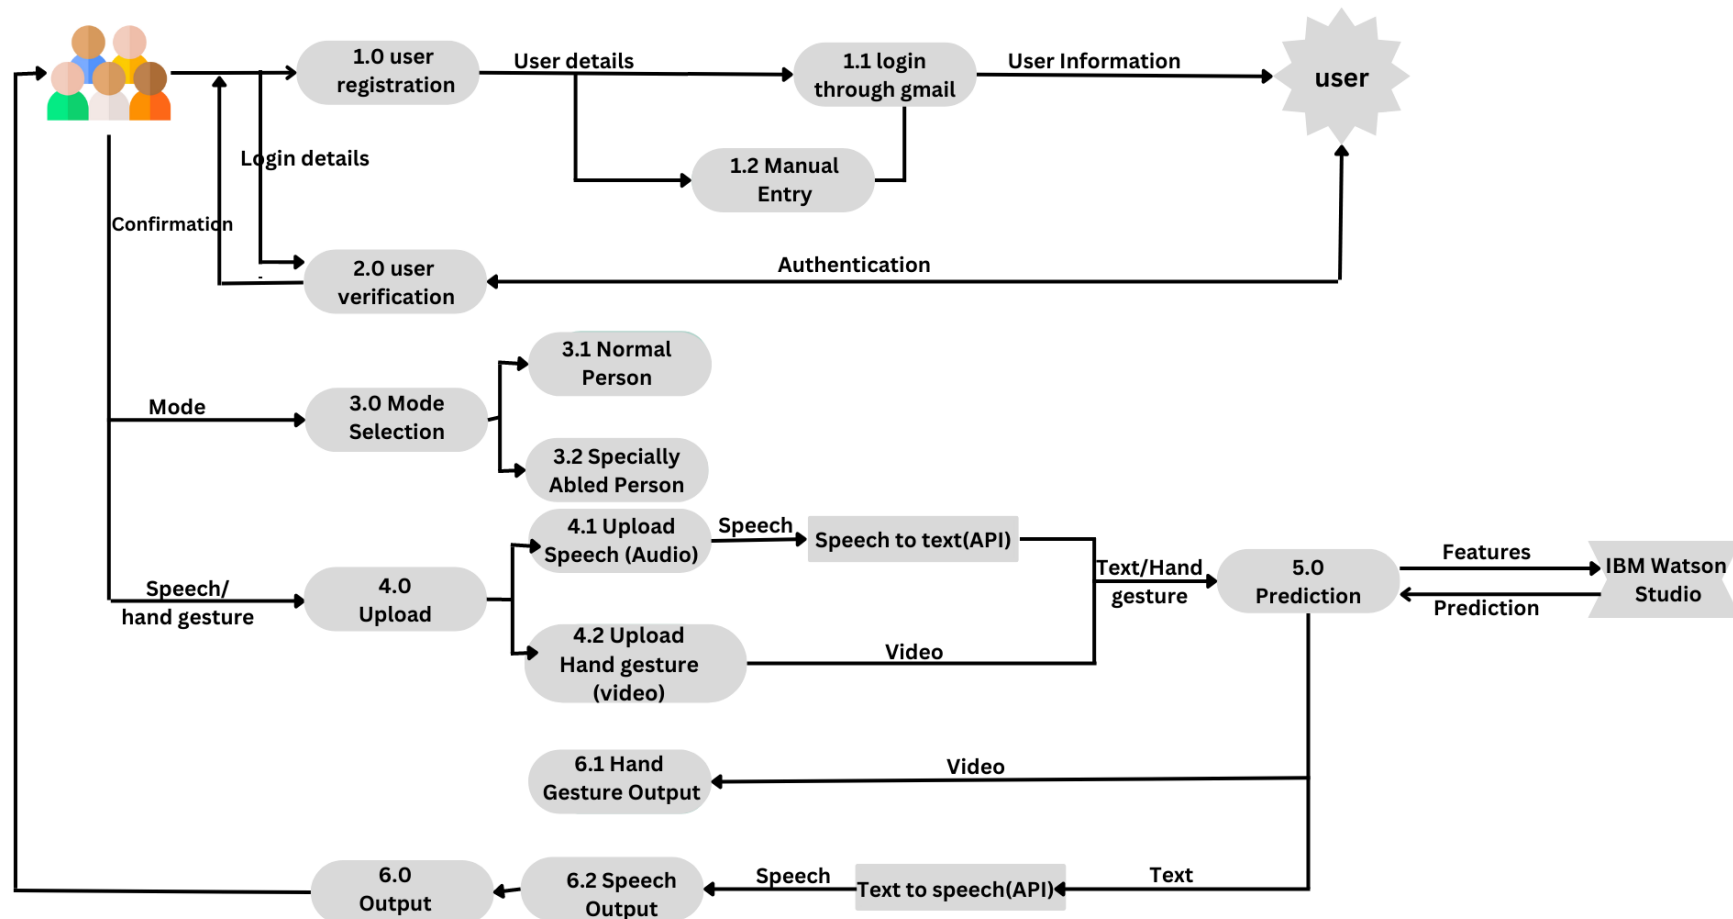 1.0 user
registration
User details
1.1 login
through gmail
User Information
user
Login details
1.2 Manual
Entry
Confirmation
2.0 user
verification
Authentication
3.1 Normal
Person
Mode
3.0 Mode
Selection
3.2 Specially
Abled Person
4.1 Upload
Speech (Audio)
Speech
Speech to text(API)
Speech/
hand gesture
4.0
Upload
Text/Hand
gesture
5.0
Prediction
Features
Prediction
IBM Watson
Studio
4.2 Upload
Hand gesture
(video)
Video
6.1 Hand
Gesture Output
Video
6.0
Output
6.2 Speech
Output
Speech
Text to speech(API)
Text